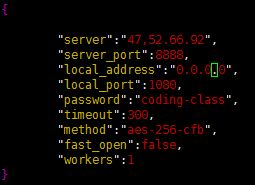 {
"server":"47,52.66.92",
"server_port":8888,
"local_address":"0.0.0.0",
"local_port":1080,
"password":"coding-class",
"timeout":300,
"method":"aes-256-cfb",
"fast_open":false,
"workers":1
}